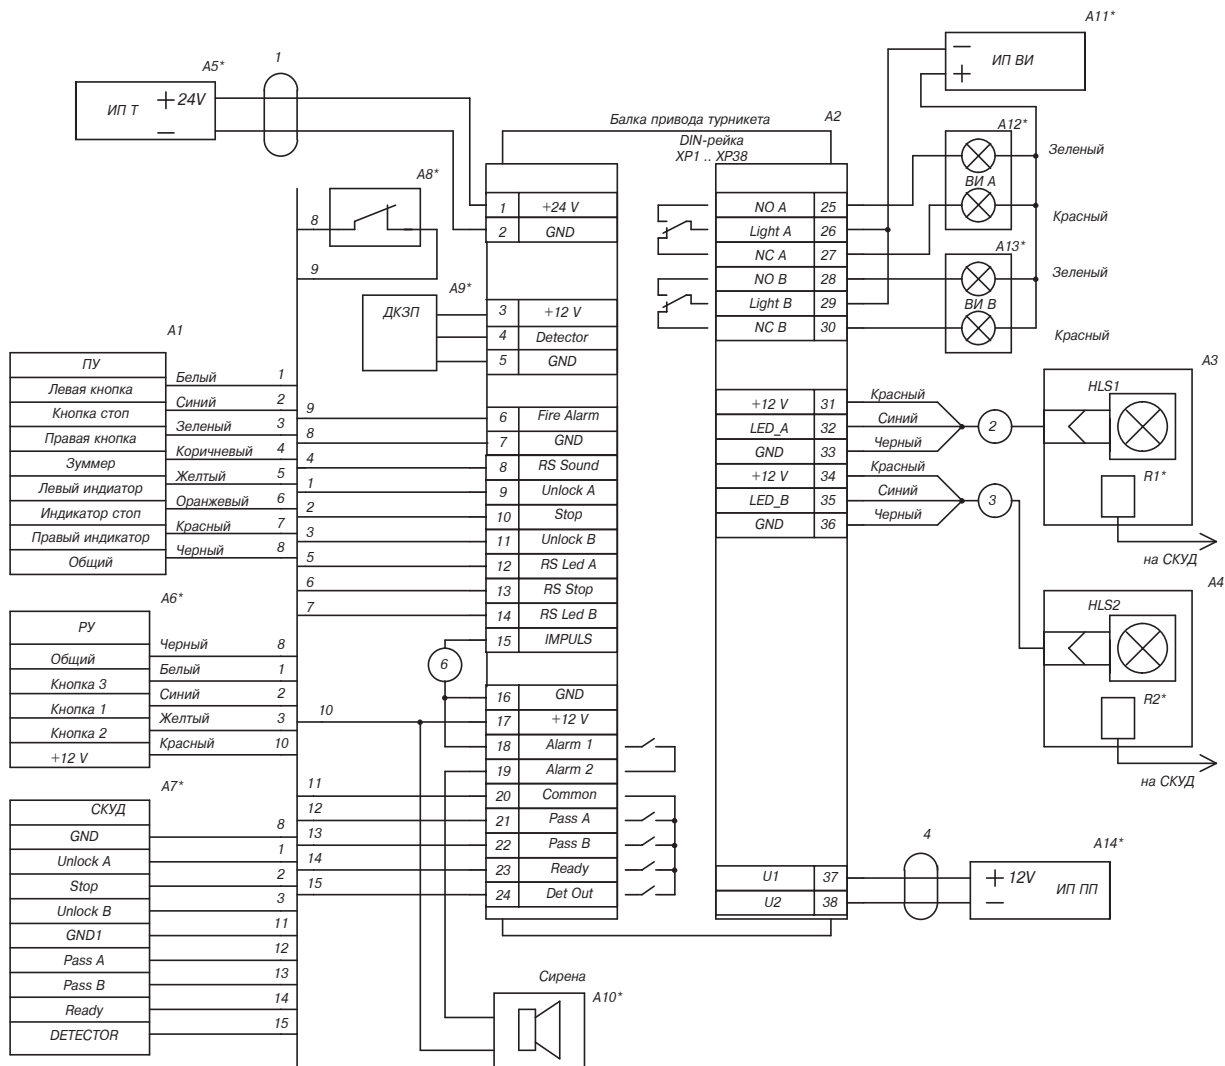 A5*
ИП Т
+ 24V
−
1
Балка привода турникета
A2
DIN-рейка
XP1 .. XP38
A11*
ИП ВИ
−
+
A12*
Зеленый
ВИ А
Красный
A13*
Зеленый
ВИ В
Красный
A8*
8
9
A9*
ДКЗП
1 +24 V
2 GND
3 +12 V
4 Detector
5 GND
6 Fire Alarm
7 GND
8 RS Sound
9 Unlock A
10 Stop
11 Unlock B
12 RS Led A
13 RS Stop
14 RS Led B
15 IMPULS
16 GND
17 +12 V
18 Alarm 1
19 Alarm 2
20 Common
21 Pass A
22 Pass B
23 Ready
24 Det Out
NO A 25
Light A 26
NC A 27
NO B 28
Light B 29
NC B 30
+12 V 31
LED_A 32
GND 33
+12 V 34
LED_B 35
GND 36
U1 37
U2 38
Красный
Синий
Черный
Красный
Синий
Черный
2
3
A3
HLS1
R1*
на СКУД
A4
HLS2
R2*
на СКУД
4
A14*
+ 12V
−
ИП ПП
A1
ПУ
Левая кнопка Белый 1
Кнопка стоп Синий 2
Правая кнопка Зеленый 3
Зуммер Коричневый 4
Левый индиатор Желтый 5
Индикатор стоп Оранжевый 6
Правый индикатор Красный 7
Общий Черный 8
9
8
4
1
2
3
5
6
7
6
10
11
12
13
14
15
A6*
РУ
Общий Черный 8
Кнопка 3 Белый 1
Кнопка 1 Синий 2
Кнопка 2 Желтый 3
+12 V Красный 10
A7*
СКУД
GND 8
Unlock A 1
Stop 2
Unlock B 3
GND1 11
Pass A 12
Pass B 13
Ready 14
DETECTOR 15
Сирена
A10*